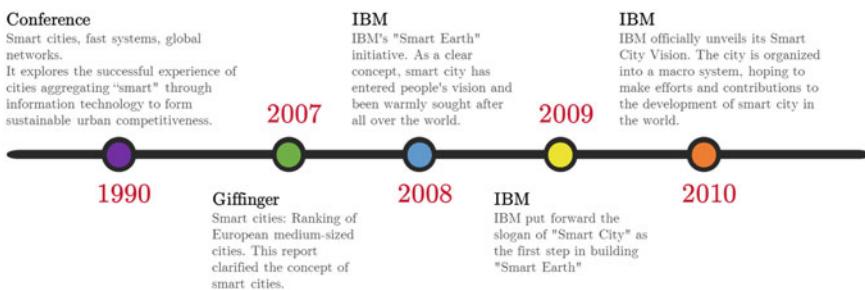 Conference
Smart cities, fast systems, global
networks.
It explores the successful experience of
cities aggregating “smart" through
information technology to form
sustainable urban competitiveness.
1990
2007
Giffinger
Smart cities: Ranking of
European medium-sized
cities. This report
clarified the concept of
smart cities.
IBM
IBM's "Smart Earth"
initiative. As a clear
concept, smart city has
entered people's vision and
been warmly sought after
all over the world.
2008
2009
IBM
IBM put forward the
slogan of "Smart City" as
the first step in building
"Smart Earth"
IBM
IBM officially unveils its Smart
City Vision. The city is organized
into a macro system, hoping to
make efforts and contributions to
the development of smart city in
the world.
2010